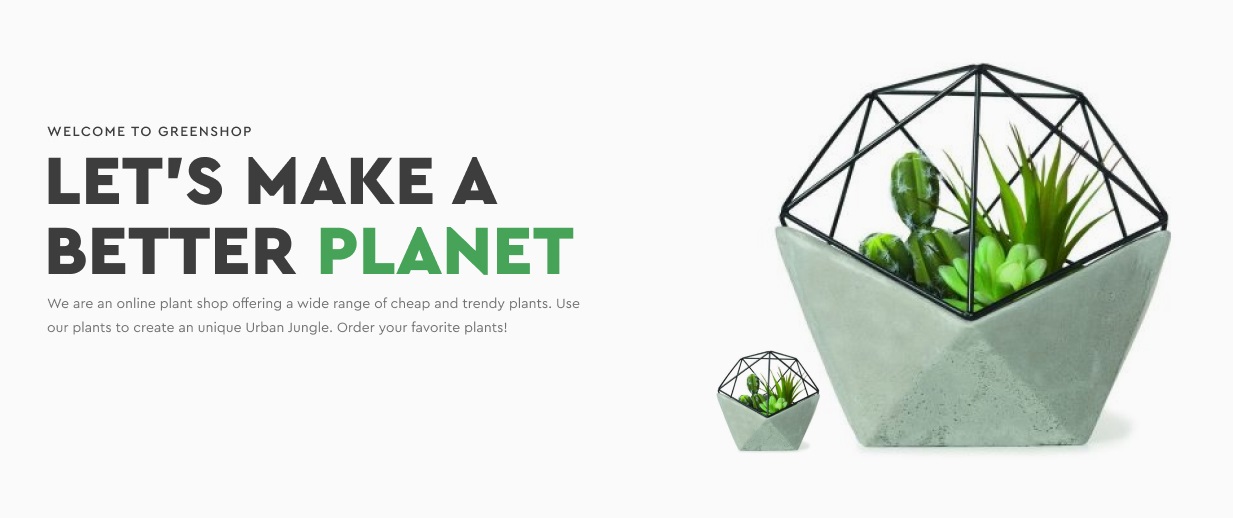 WELCOME TO GREENSHOP
LET'S MAKE A
BETTER PLANET
We are an online plant shop offering a wide range of cheap and trendy plants. Use
our plants to create an unique Urban Jungle. Order your favorite plants!